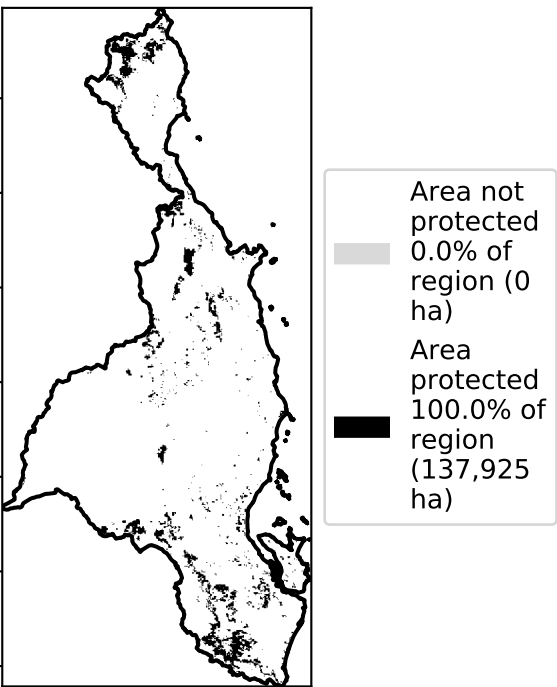 Area not
protected
0.0% of
region (0
ha)
Area
protected
100.0% of
region
(137,925
ha)